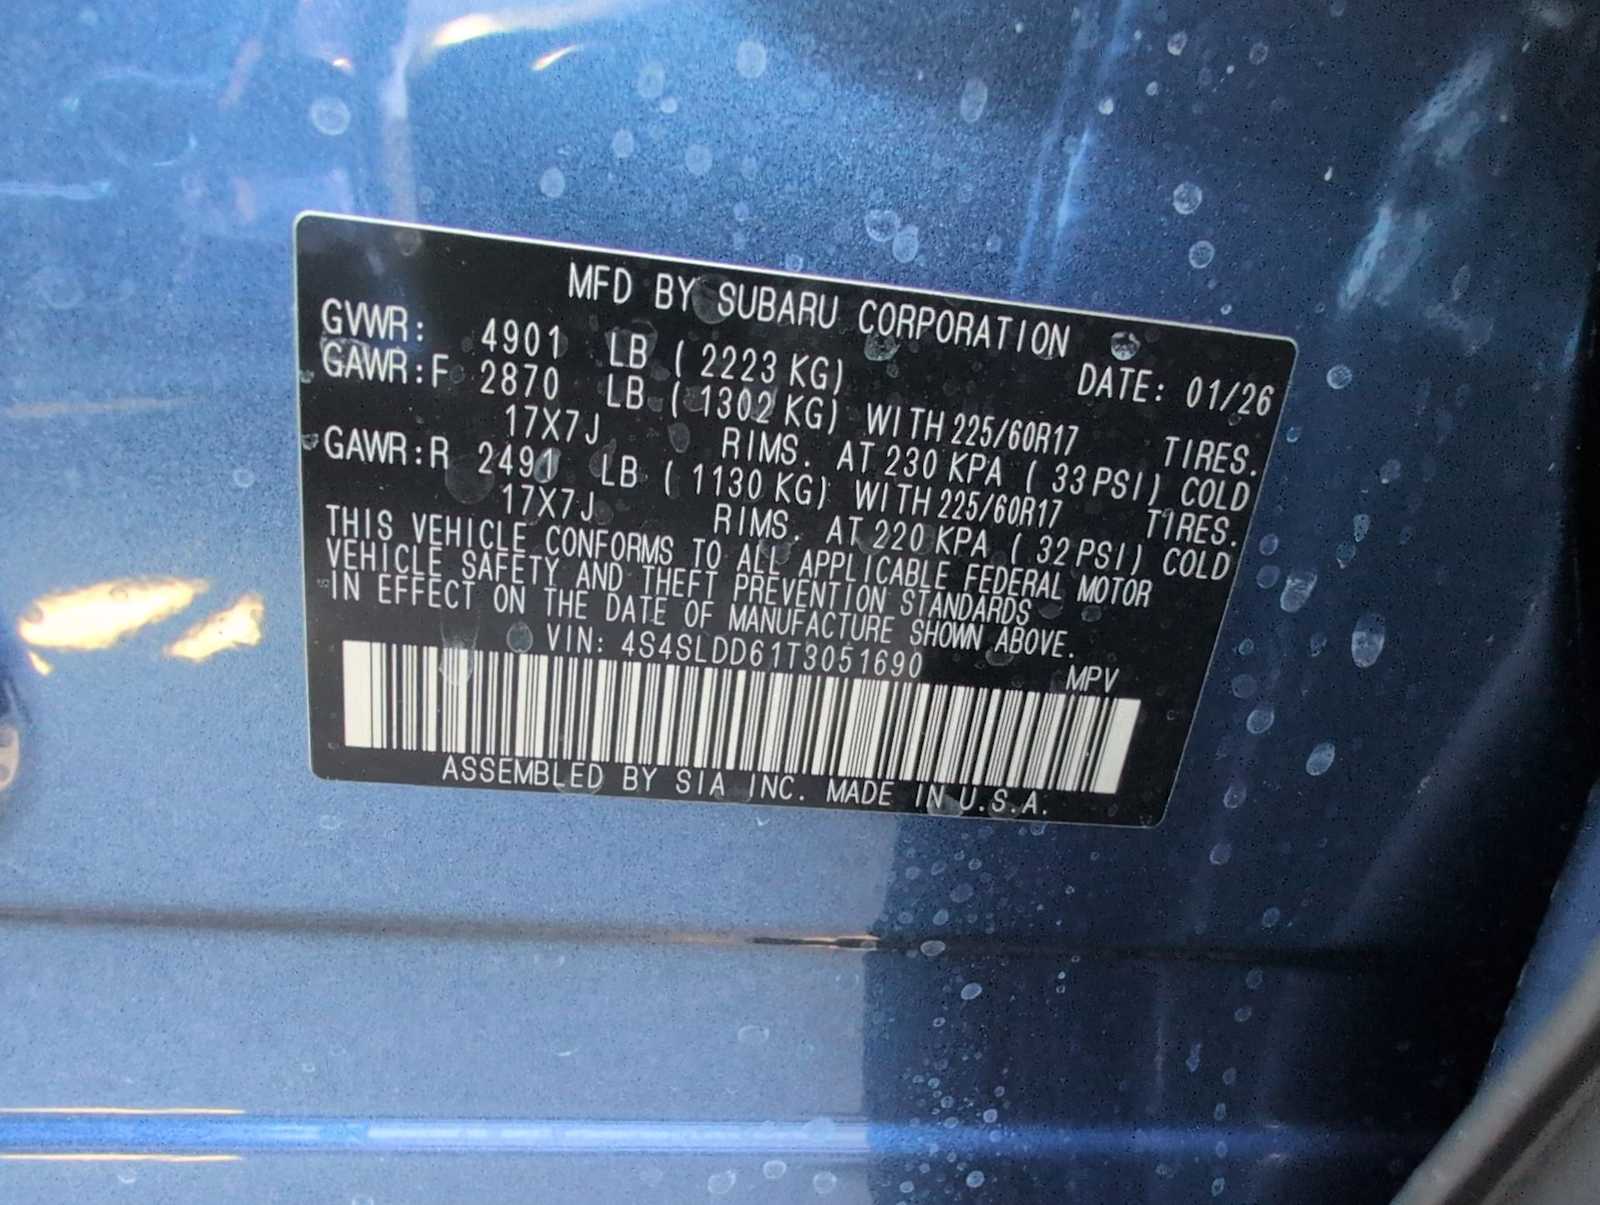 MFD BY SUBARU CORPORATION
GVWR: 4901 LB ( 2223 KG) DATE: 01/26
GAWR:F 2870 LB ( 1302 KG) WITH 225/60R17 TIRES.
17X7J RIMS. AT 230 KPA ( 33 PSI) COLD
GAWR:R 2491 LB ( 1130 KG) WITH 225/60R17 TIRES.
17X7J RIMS. AT 220 KPA ( 32 PSI) COLD
THIS VEHICLE CONFORMS TO ALL APPLICABLE FEDERAL MOTOR
VEHICLE SAFETY AND THEFT PREVENTION STANDARDS
IN EFFECT ON THE DATE OF MANUFACTURE SHOWN ABOVE.
VIN: 4S4SLDD61T3051690 MPV
ASSEMBLED BY SIA INC. MADE IN U.S.A.